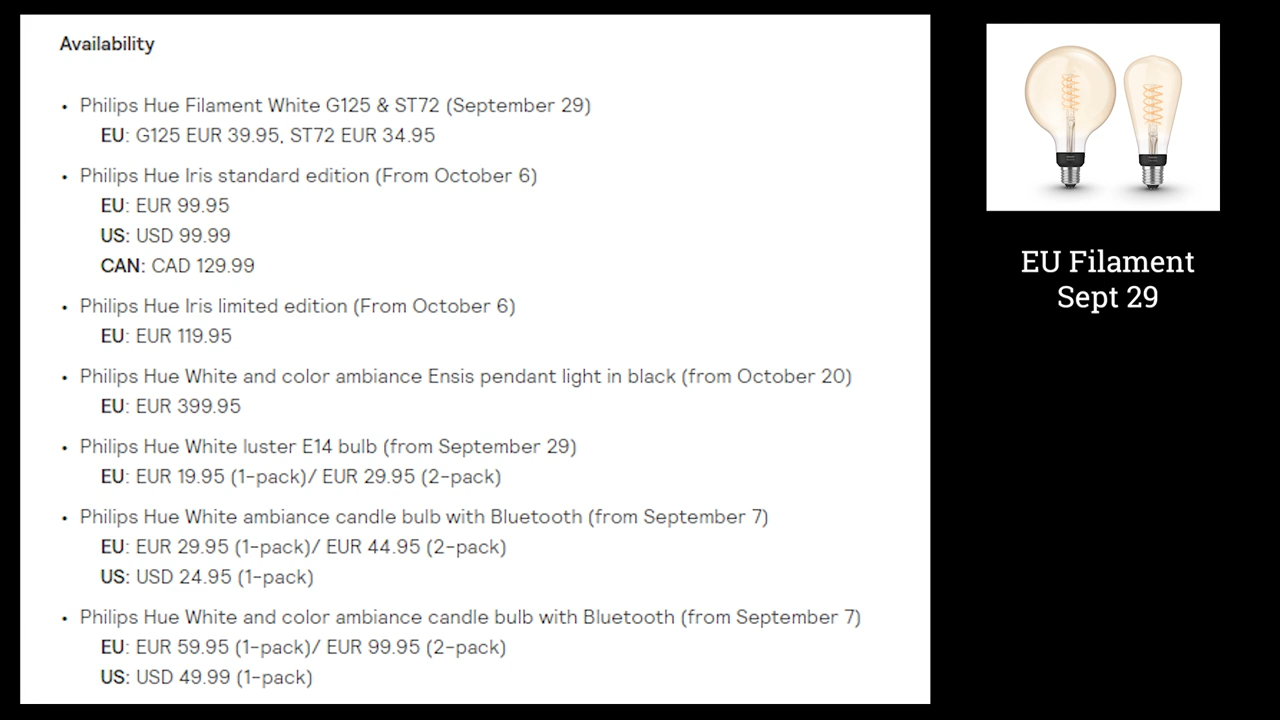 Availability
• Philips Hue Filament White G125 & ST72 (September 29)
EU: G125 EUR 39.95, ST72 EUR 34.95
• Philips Hue Iris standard edition (From October 6)
EU: EUR 99.95
US: USD 99.99
CAN: CAD 129.99
• Philips Hue Iris limited edition (From October 6)
EU: EUR 119.95
• Philips Hue White and color ambiance Ensis pendant light in black (from October 20)
EU: EUR 399.95
• Philips Hue White luster E14 bulb (from September 29)
EU: EUR 19.95 (1-pack)/ EUR 29.95 (2-pack)
• Philips Hue White ambiance candle bulb with Bluetooth (from September 7)
EU: EUR 29.95 (1-pack)/ EUR 44.95 (2-pack)
US: USD 24.95 (1-pack)
• Philips Hue White and color ambiance candle bulb with Bluetooth (from September 7)
EU: EUR 59.95 (1-pack)/ EUR 99.95 (2-pack)
US: USD 49.99 (1-pack)
EU Filament
Sept 29